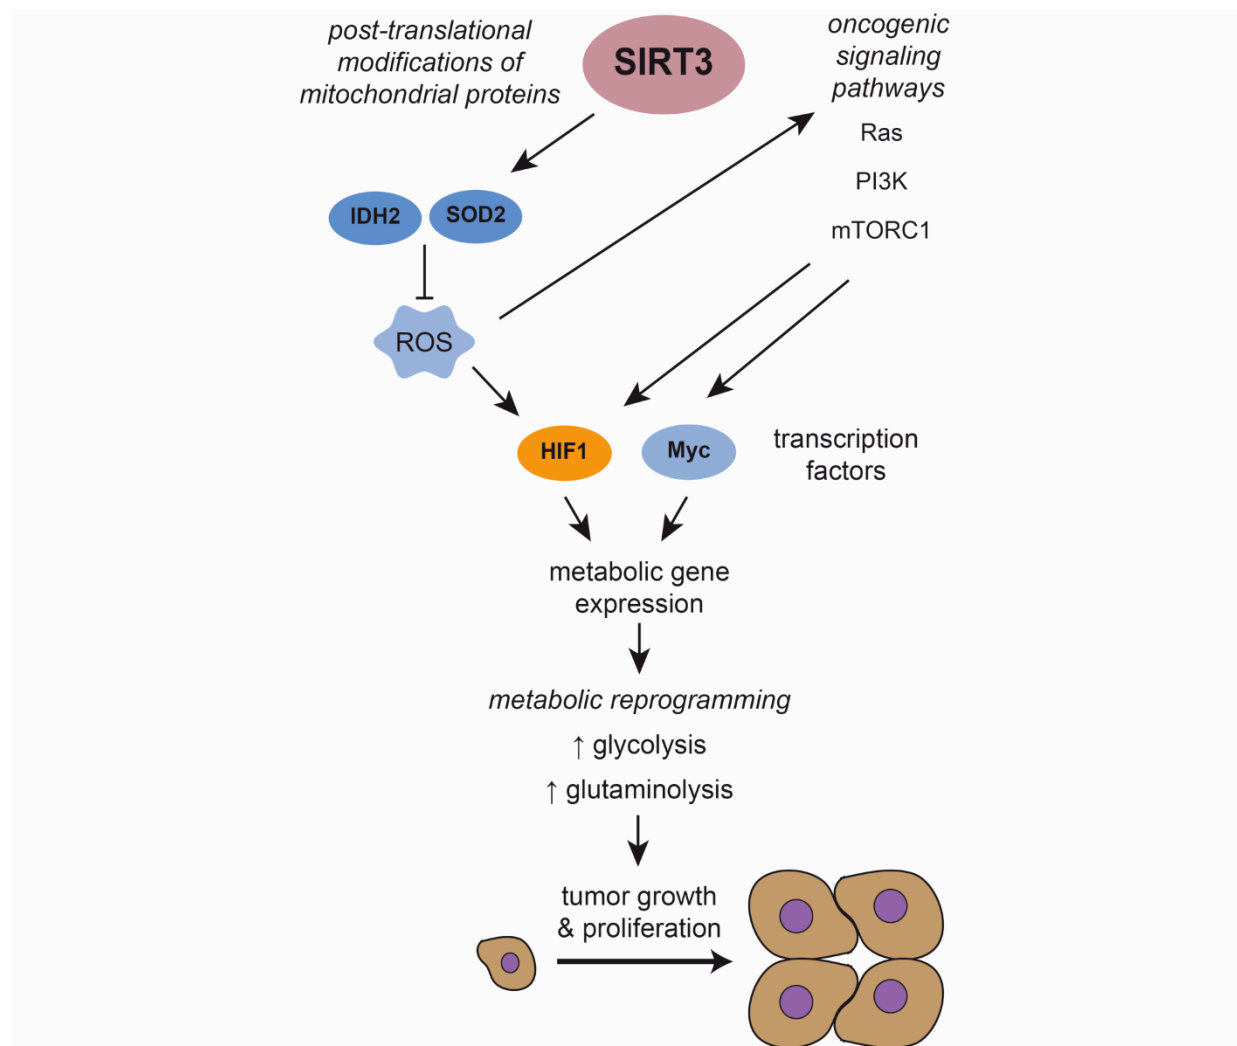 post-translational
modifications of
mitochondrial proteins
SIRT3
oncogenic
signaling
pathways
Ras
PI3K
mTORC1
IDH2
SOD2
ROS
HIF1
Myc
transcription
factors
metabolic gene
expression
metabolic reprogramming
↑ glycolysis
↑ glutaminolysis
tumor growth
& proliferation